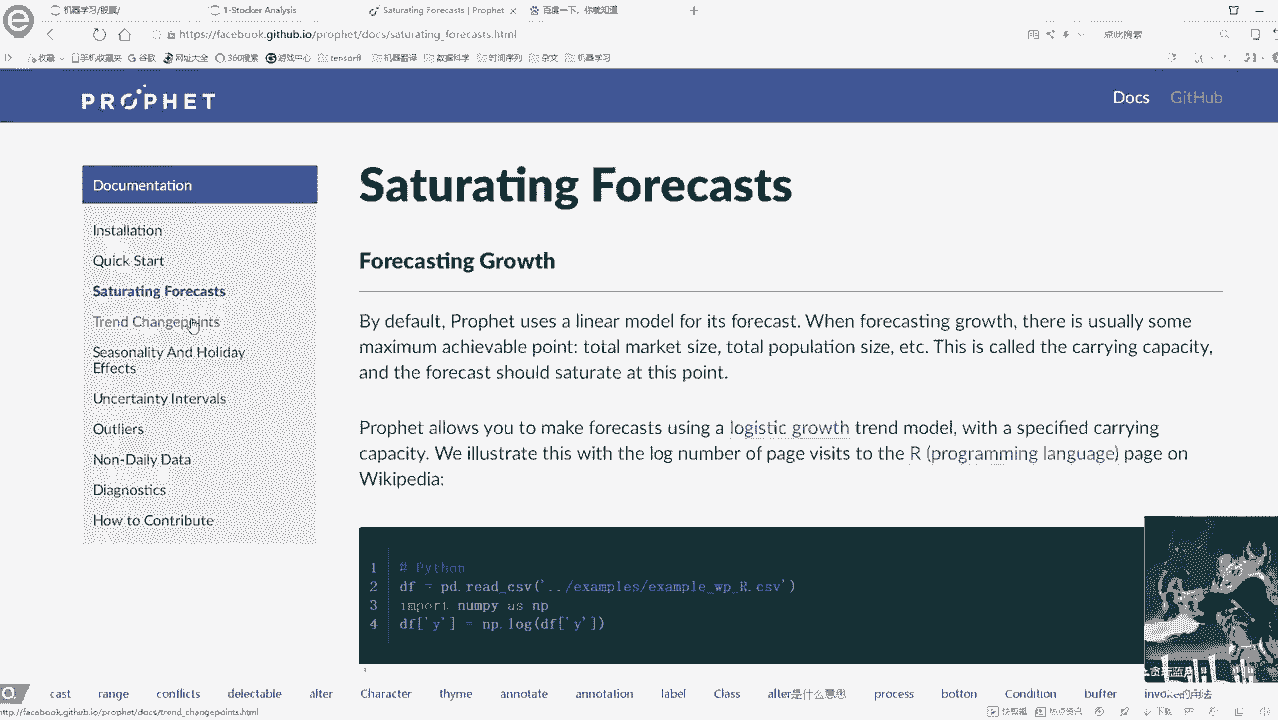 机器学习/股票/
1-Stocker Analysis
Saturating Forecasts | Prophet
百度一下，你就知道
https://facebook.github.io/prophet/docs/saturating_forecasts.html
点此搜索
收藏 手机收藏夹 谷歌 网址大全 360搜索 游戏中心 tensorfl 机器翻译 数据科学 时间序列 杂文 机器学习
PROPHET
Docs GitHub
Documentation
Installation
Quick Start
Saturating Forecasts
Trend Changepoints
Seasonality And Holiday
Effects
Uncertainty Intervals
Outliers
Non-Daily Data
Diagnostics
How to Contribute
Saturating Forecasts
Forecasting Growth
By default, Prophet uses a linear model for its forecast. When forecasting growth, there is usually some
maximum achievable point: total market size, total population size, etc. This is called the carrying capacity,
and the forecast should saturate at this point.
Prophet allows you to make forecasts using a logistic growth trend model, with a specified carrying
capacity. We illustrate this with the log number of page visits to the R (programming language) page on
Wikipedia:
1 # Python
2 df = pd.read_csv('../examples/example_wp_R.csv')
3 import numpy as np
4 df['y'] = np.log(df['y'])
cast range conflicts delectable alter Character thyme annotate annotation label Class alter是什么意思 process botton Condition buffer invoke的用法
http://facebook.github.io/prophet/docs/trend_changepoints.html
快剪辑 热点资讯 下载